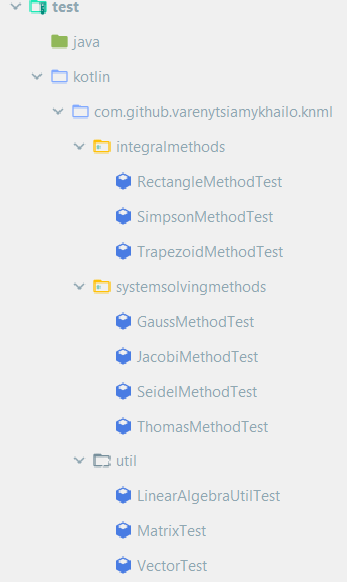 test
java
kotlin
com.github.varenytsiamykhailo.knml
integralmethods
RectangleMethodTest
SimpsonMethodTest
TrapezoidMethodTest
systemsolvingmethods
GaussMethodTest
JacobiMethodTest
SeidelMethodTest
ThomasMethodTest
util
LinearAlgebraUtilTest
MatrixTest
VectorTest